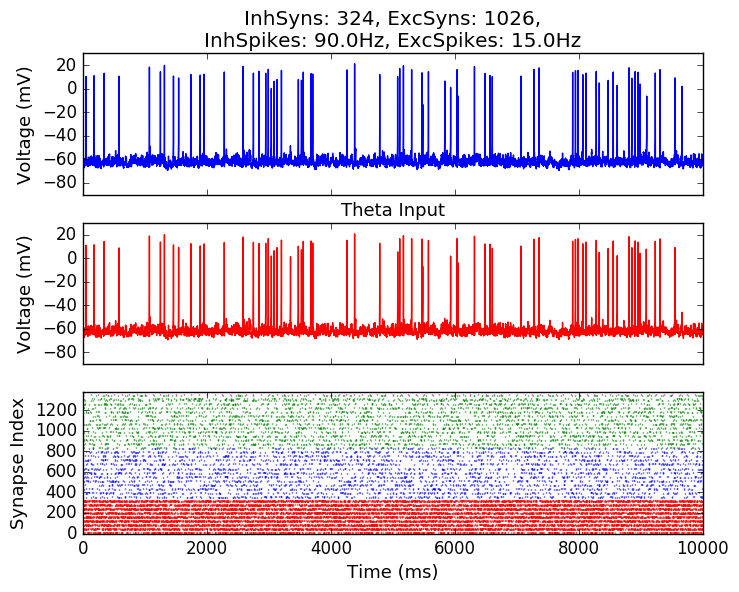 InhSyns: 324, ExcSyns: 1026,
InhSpikes: 90.0Hz, ExcSpikes: 15.0Hz
20
0
−20
−40
−60
−80
Voltage (mV)
Theta Input
20
0
−20
−40
−60
−80
Voltage (mV)
1200
1000
800
600
400
200
0
Synapse Index
0 2000 4000 6000 8000 10000
Time (ms)